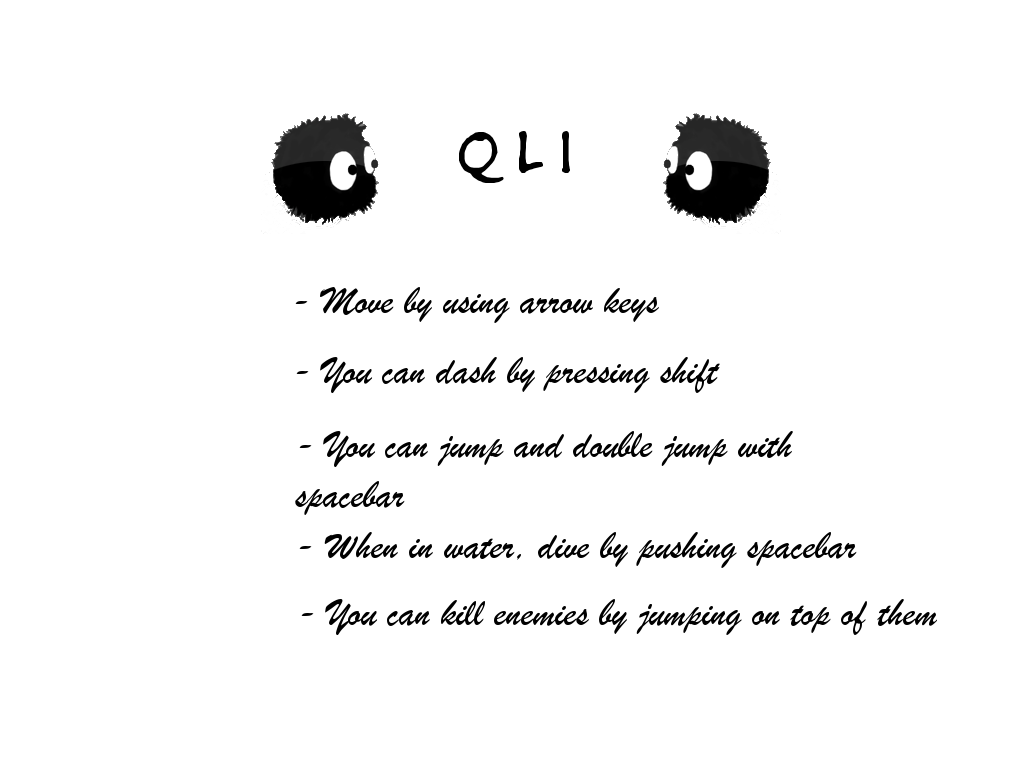 QLI
- Move by using arrow keys
- You can dash by pressing shift
- You can jump and double jump with
spacebar
- When in water, dive by pushing spacebar
- You can kill enemies by jumping on top of them